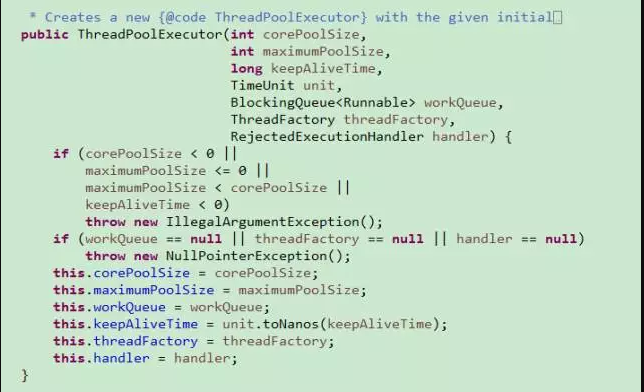 * Creates a new {@code ThreadPoolExecutor} with the given initial
public ThreadPoolExecutor(int corePoolSize,
                          int maximumPoolSize,
                          long keepAliveTime,
                          TimeUnit unit,
                          BlockingQueue<Runnable> workQueue,
                          ThreadFactory threadFactory,
                          RejectedExecutionHandler handler) {
    if (corePoolSize < 0 ||
        maximumPoolSize <= 0 ||
        maximumPoolSize < corePoolSize ||
        keepAliveTime < 0)
        throw new IllegalArgumentException();
    if (workQueue == null || threadFactory == null || handler == null)
        throw new NullPointerException();
    this.corePoolSize = corePoolSize;
    this.maximumPoolSize = maximumPoolSize;
    this.workQueue = workQueue;
    this.keepAliveTime = unit.toNanos(keepAliveTime);
    this.threadFactory = threadFactory;
    this.handler = handler;
}